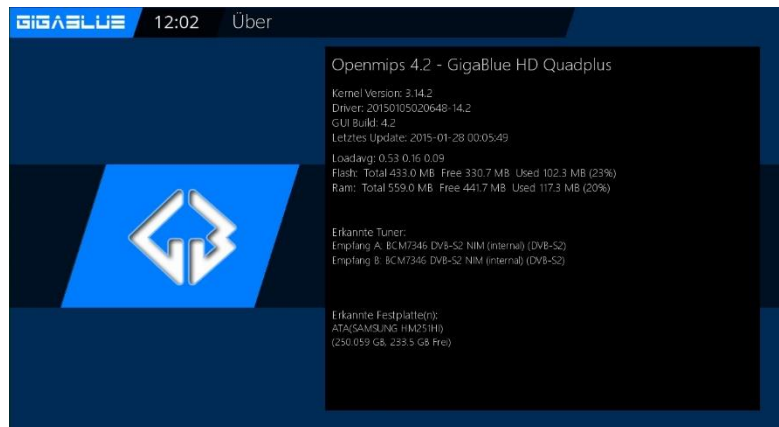 GIGABLUE 12:02 Über
Openmips 4.2 - GigaBlue HD Quadplus
Kernel Version: 3.14.2
Driver: 20150105020648-14.2
GUI Build: 4.2
Letztes Update: 2015-01-28 00:05:49
Loadavg: 0.53 0.16 0.09
Flash: Total 433.0 MB Free 330.7 MB Used 102.3 MB (23%)
Ram: Total 559.0 MB Free 441.7 MB Used 117.3 MB (20%)
Erkannte Tuner:
Empfang A: BCM7346 DVB-S2 NIM (internal) (DVB-S2)
Empfang B: BCM7346 DVB-S2 NIM (internal) (DVB-S2)
GB
Erkannte Festplatte(n):
ATA(SAMSUNG HM251HI)
(250.059 GB, 233.5 GB Frei)